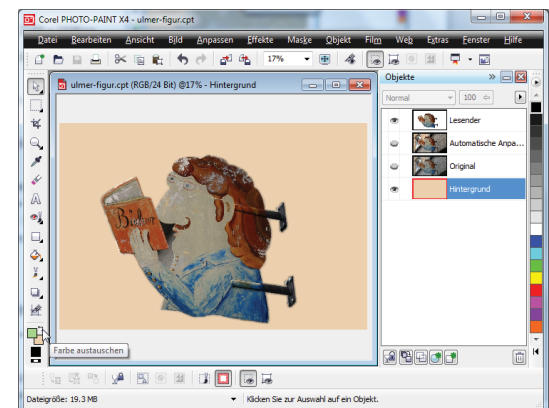 Corel PHOTO-PAINT X4 - ulmer-figur.cpt
Datei Bearbeiten Ansicht Bild Anpassen Effekte Maske Objekt Film Web Extras Fenster Hilfe
17%
ulmer-figur.cpt (RGB/24 Bit) @17% - Hintergrund
Objekte
Normal 100
Lesender
Automatische Anpa...
Original
Hintergrund
Bücher
Farbe austauschen
Dateigröße: 19.3 MB Klicken Sie zur Auswahl auf ein Objekt.